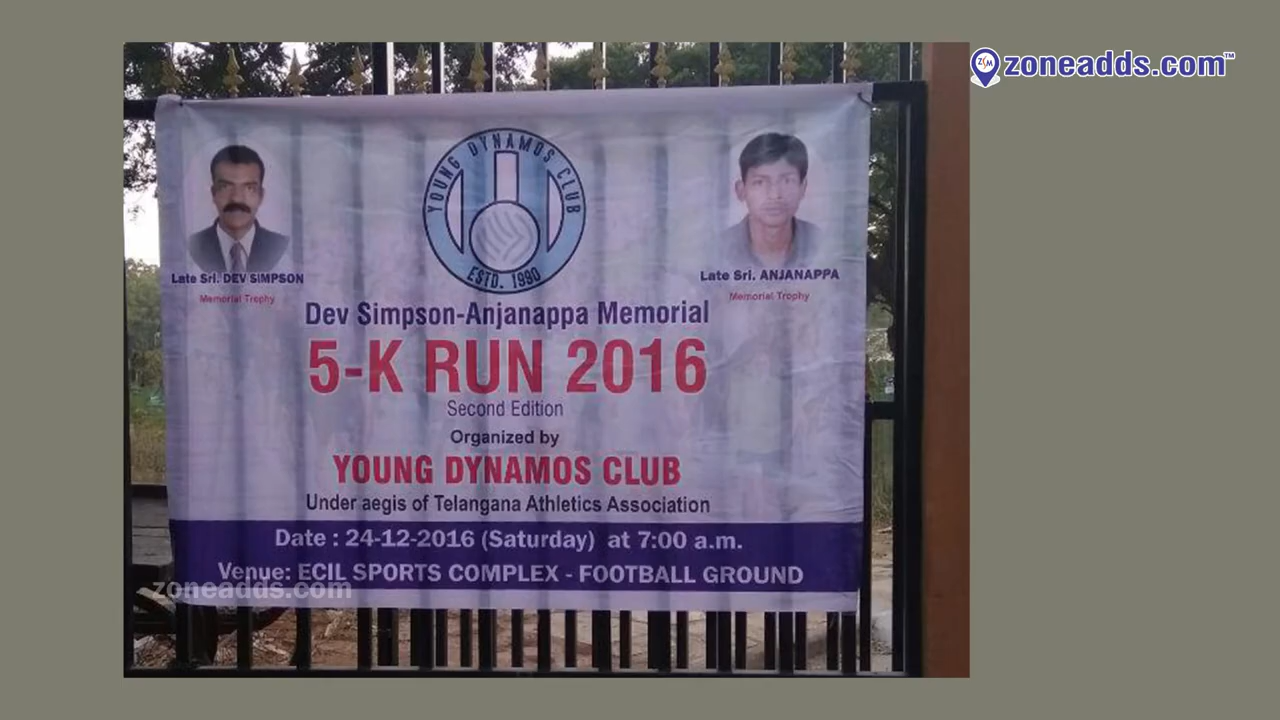 ZSM zoneadds.com™
YOUNG DYNAMOS CLUB
ESTD. 1990
Late Sri. DEV SIMPSON
Memorial Trophy
Late Sri. ANJANAPPA
Memorial Trophy
Dev Simpson-Anjanappa Memorial
5-K RUN 2016
Second Edition
Organized by
YOUNG DYNAMOS CLUB
Under aegis of Telangana Athletics Association
Date : 24-12-2016 (Saturday) at 7:00 a.m.
Venue: ECIL SPORTS COMPLEX - FOOTBALL GROUND
zoneadds.com